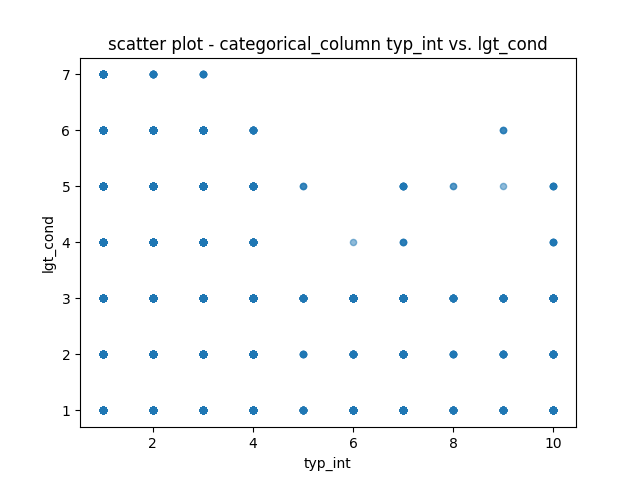 scatter plot - categorical_column typ_int vs. lgt_cond
7
6
5
4
3
2
1
lgt_cond
2 4 6 8 10
typ_int